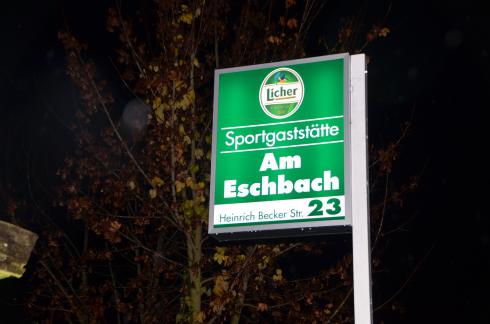 Licher
Sportgaststätte
Am
Eschbach
Heinrich Becker Str. 23